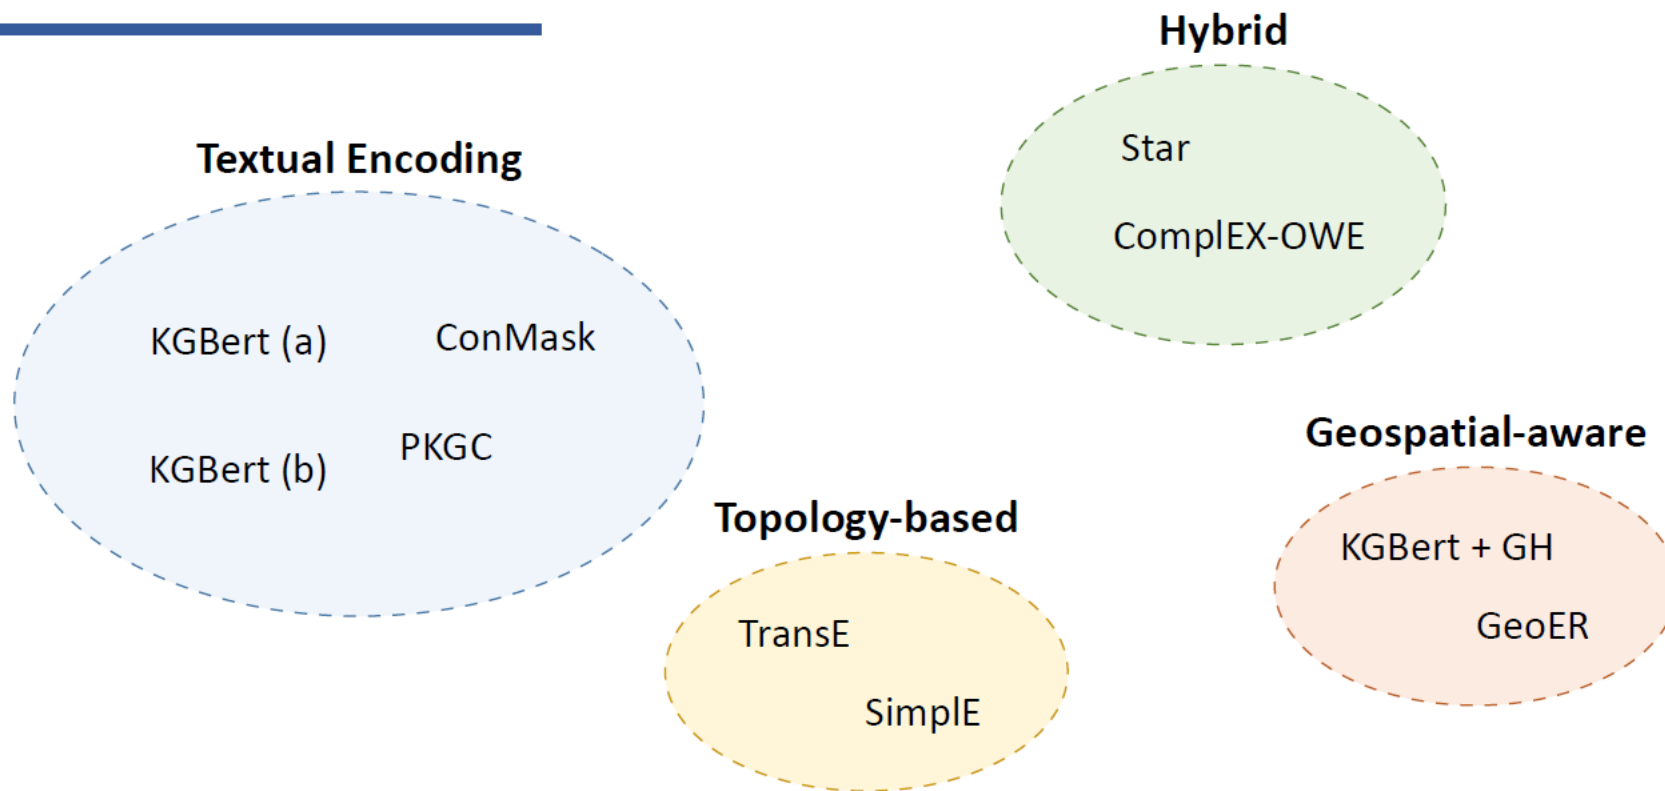 Hybrid
Star
ComplEX-OWE
Textual Encoding
KGBert (a)
ConMask
KGBert (b)
PKGC
Geospatial-aware
KGBert + GH
GeoER
Topology-based
TransE
SimplE